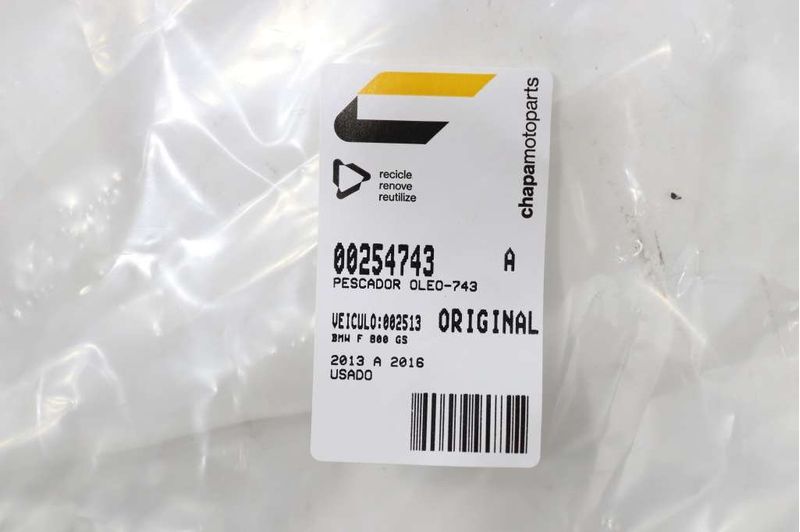 chapamotoparts
recicle
renove
reutilize
00254743 A
PESCADOR OLEO-743
VEICULO:002513 ORIGINAL
BMW F 800 GS
2013 A 2016
USADO